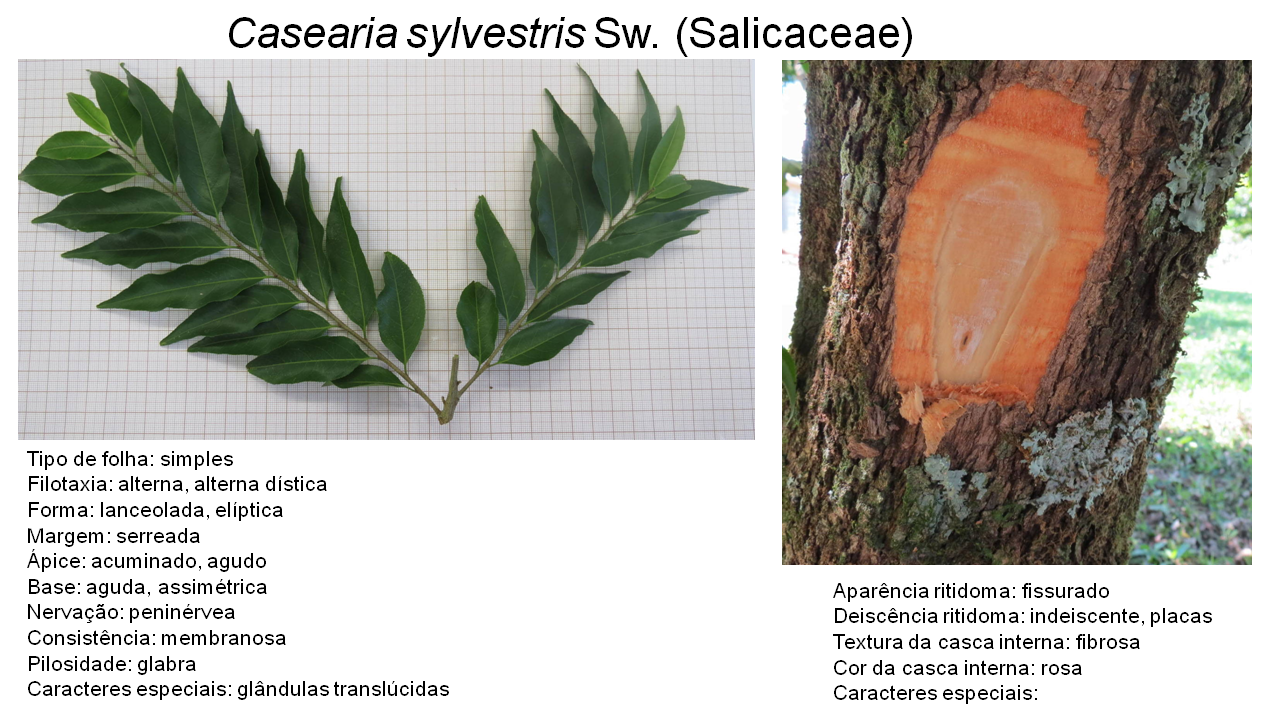 Casearia sylvestris Sw. (Salicaceae)
Tipo de folha: simples
Filotaxia: alterna, alterna dística
Forma: lanceolada, elíptica
Margem: serreada
Ápice: acuminado, agudo
Base: aguda, assimétrica
Nervação: peninérvea
Consistência: membranosa
Pilosidade: glabra
Caracteres especiais: glândulas translúcidas
Aparência ritidoma: fissurado
Deiscência ritidoma: indeiscente, placas
Textura da casca interna: fibrosa
Cor da casca interna: rosa
Caracteres especiais: